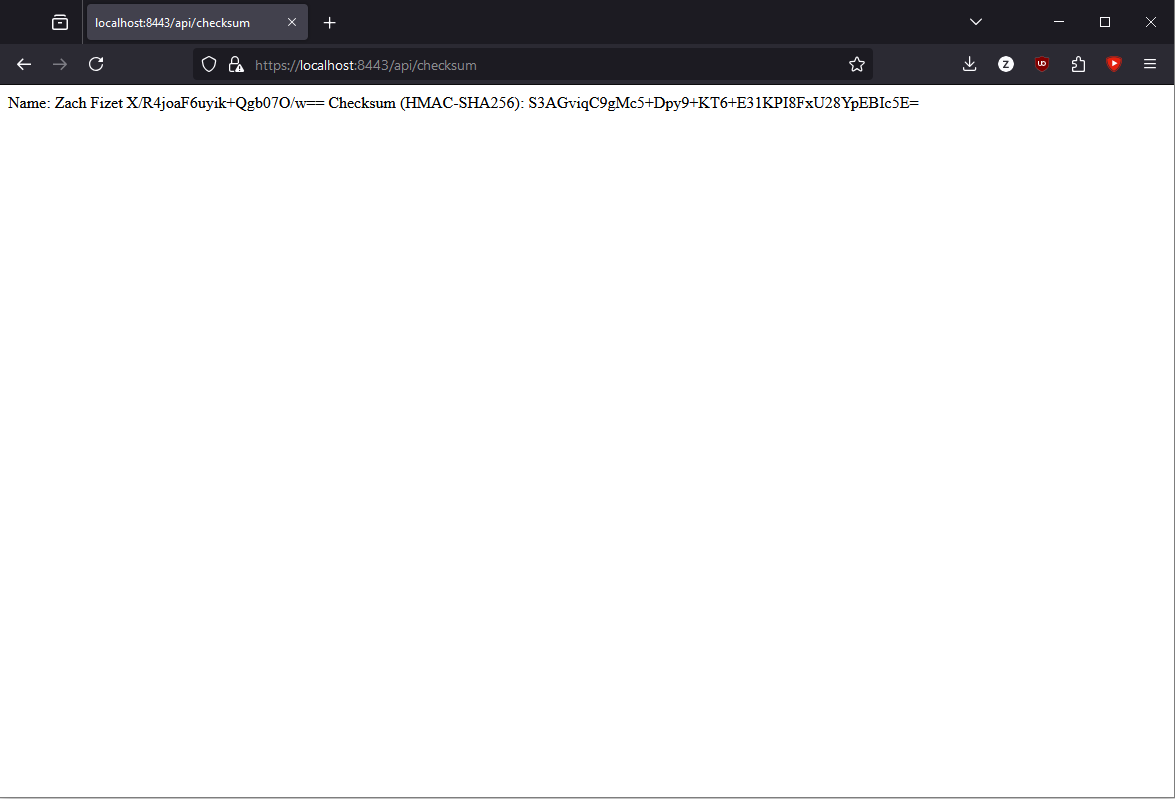 localhost:8443/api/checksum
https://localhost:8443/api/checksum
Z
UD
Name: Zach Fizet X/R4joaF6uyik+Qgb07O/w== Checksum (HMAC-SHA256): S3AGviqC9gMc5+Dpy9+KT6+E31KPI8FxU28YpEBIc5E=